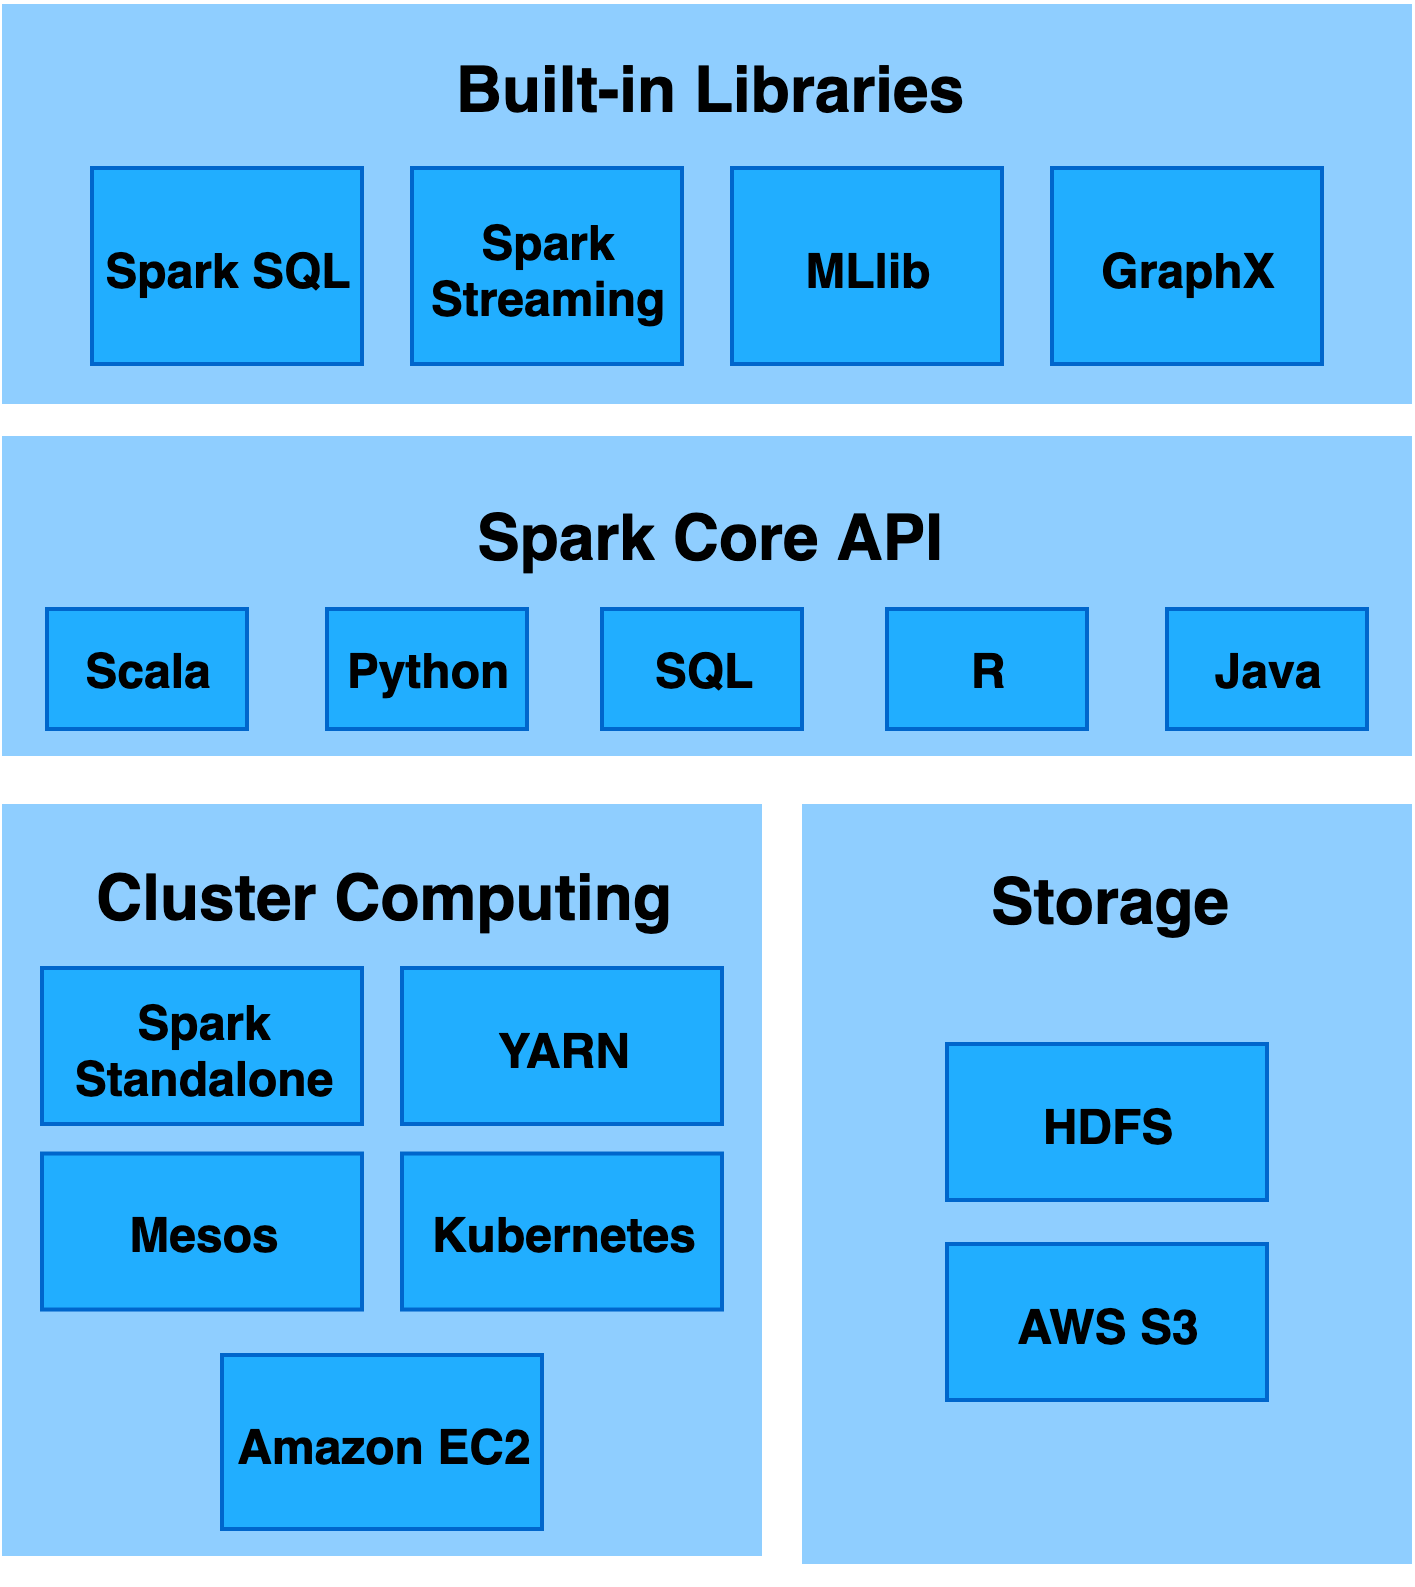 Built-in Libraries
Spark SQL
Spark
Streaming
MLlib
GraphX
Spark Core API
Scala
Python
SQL
R
Java
Cluster Computing
Spark
Standalone
YARN
Mesos
Kubernetes
Amazon EC2
Storage
HDFS
AWS S3